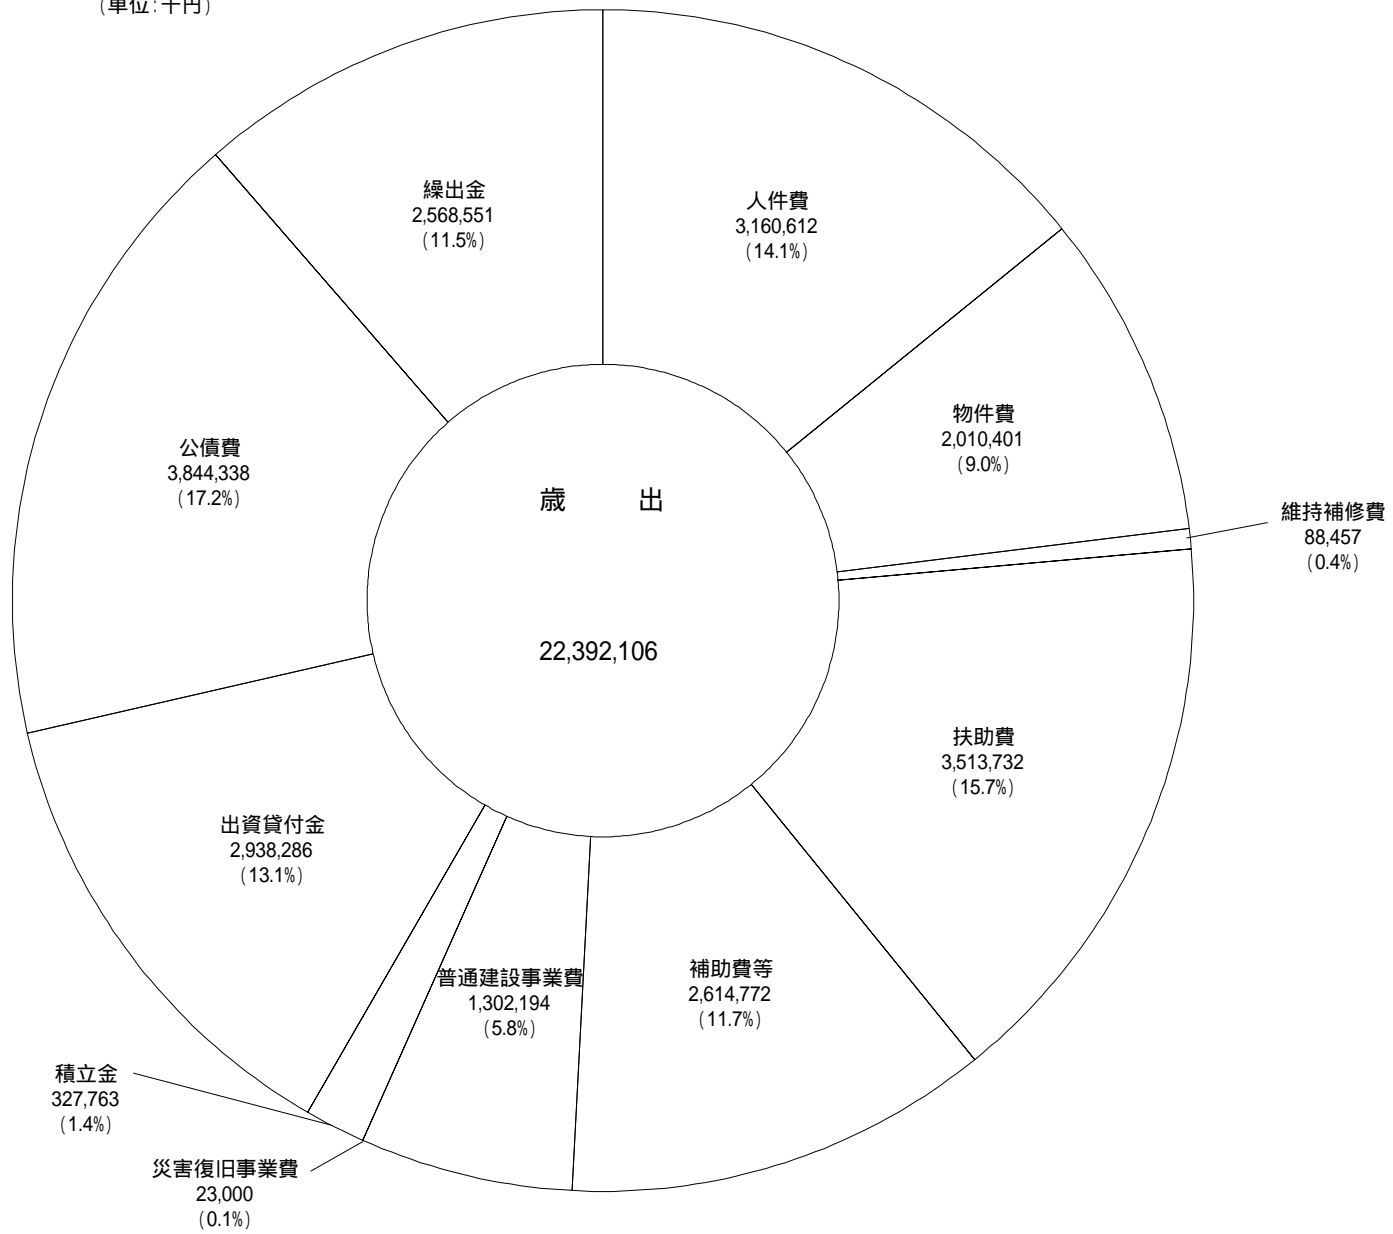 (単位:千円)
繰出金
2,568,551
(11.5%)
人件費
3,160,612
(14.1%)
物件費
2,010,401
(9.0%)
維持補修費
88,457
(0.4%)
公債費
3,844,338
(17.2%)
歳 出
22,392,106
扶助費
3,513,732
(15.7%)
出資貸付金
2,938,286
(13.1%)
補助費等
2,614,772
(11.7%)
普通建設事業費
1,302,194
(5.8%)
積立金
327,763
(1.4%)
災害復旧事業費
23,000
(0.1%)